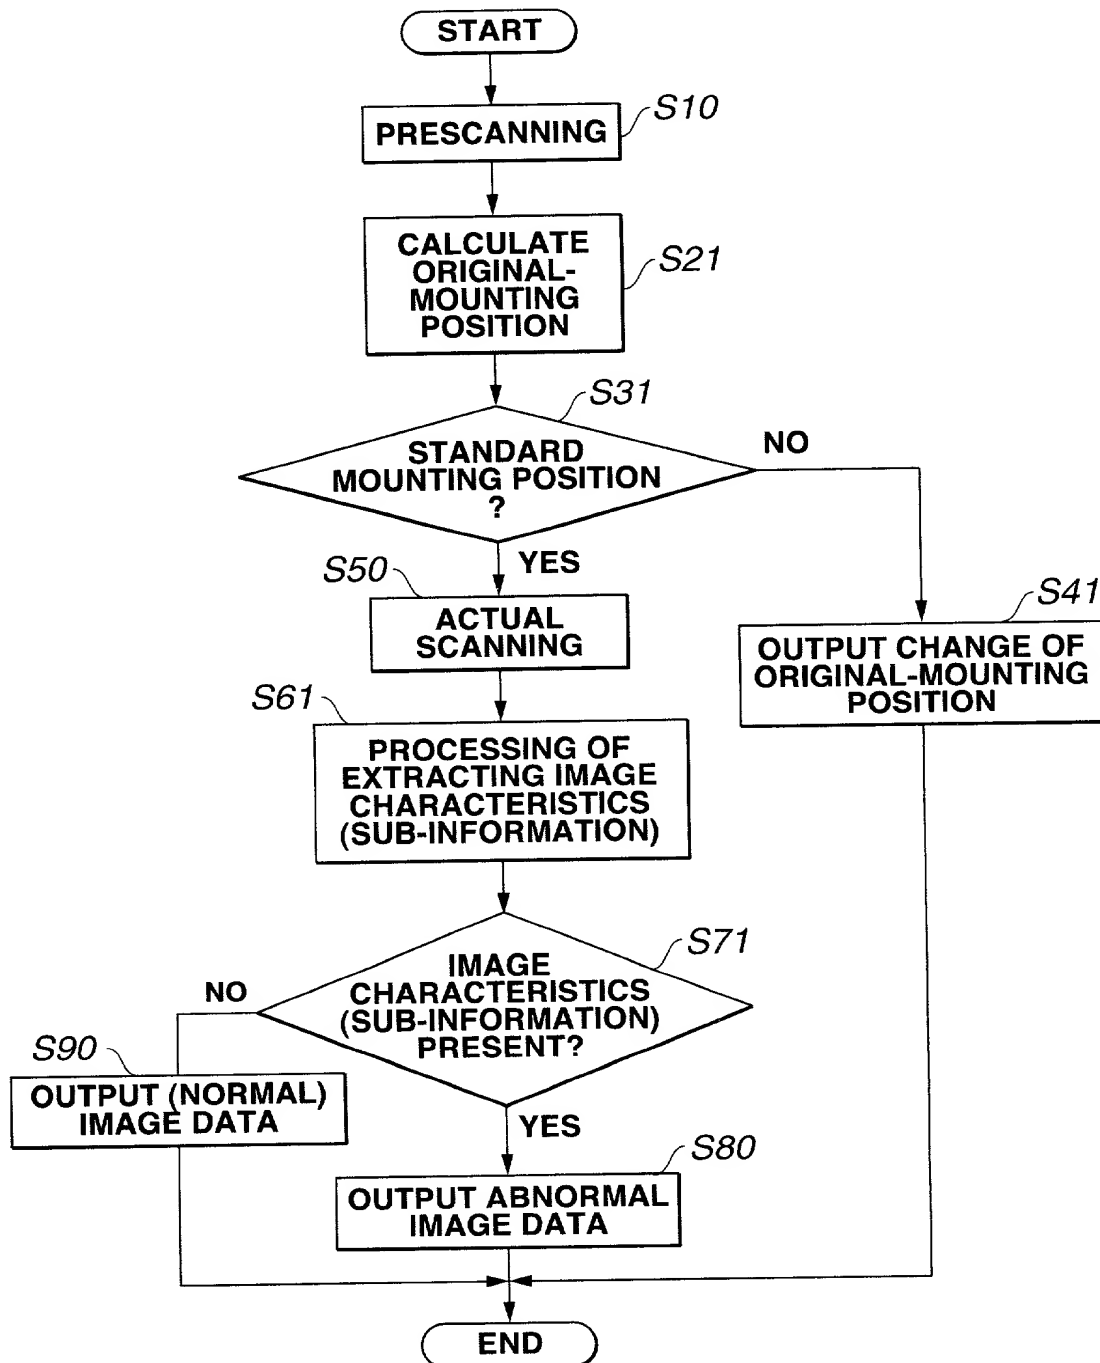 START
PRESCANNING
S10
CALCULATE
ORIGINAL-
MOUNTING
POSITION
S21
S31
STANDARD
MOUNTING POSITION
?
NO
YES
S50
ACTUAL
SCANNING
S41
OUTPUT CHANGE OF
ORIGINAL-MOUNTING
POSITION
S61
PROCESSING OF
EXTRACTING IMAGE
CHARACTERISTICS
(SUB-INFORMATION)
S71
IMAGE
CHARACTERISTICS
(SUB-INFORMATION)
PRESENT?
NO
S90
OUTPUT (NORMAL)
IMAGE DATA
YES
S80
OUTPUT ABNORMAL
IMAGE DATA
END